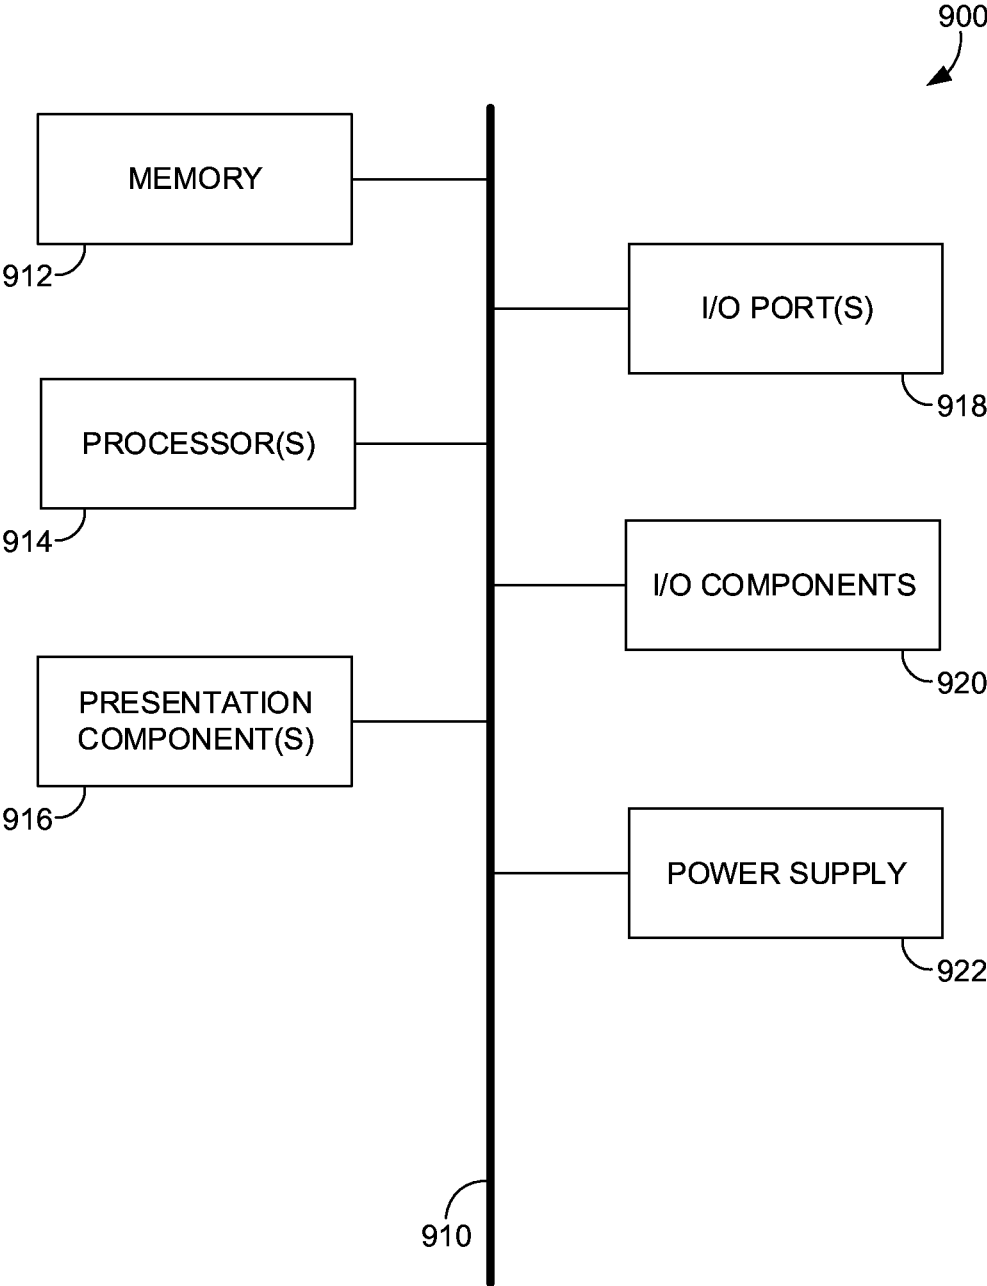 900
MEMORY
912
I/O PORT(S)
918
PROCESSOR(S)
914
I/O COMPONENTS
920
PRESENTATION
COMPONENT(S)
916
POWER SUPPLY
922
910